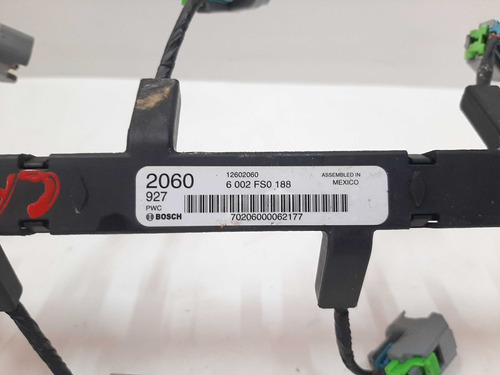 2060
927
PWC
BOSCH
12602060
6 002 FS0 188
ASSEMBLED IN
MEXICO
70206000062177